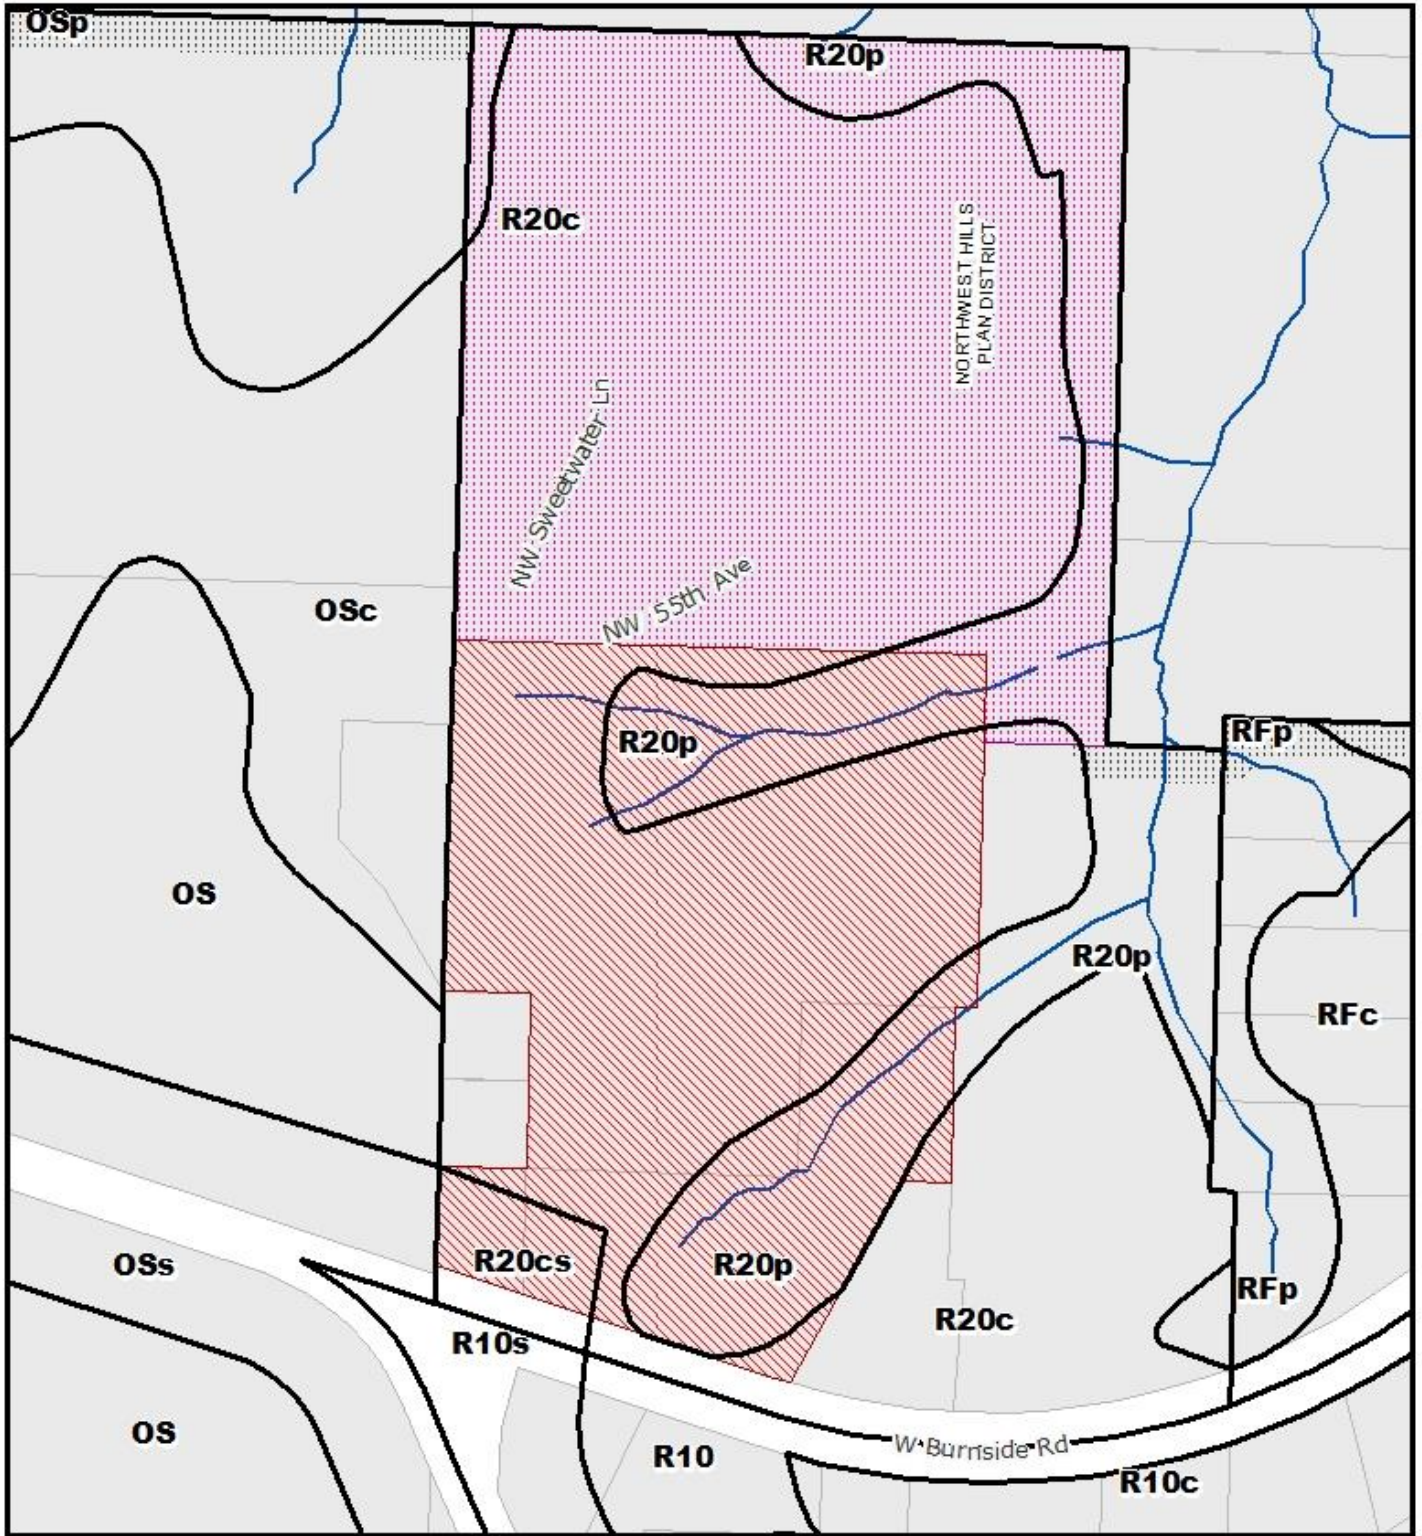 OSp
R20p
R20c
NORTHWEST HILLS
PLAN DISTRICT
NW Sweetwater Ln
NW 55th Ave
OSc
R20p
RFp
OS
R20p
RFc
R20cs
R20p
OSs
RFp
R20c
R10s
OS
R10
W Burnside Rd
R10c